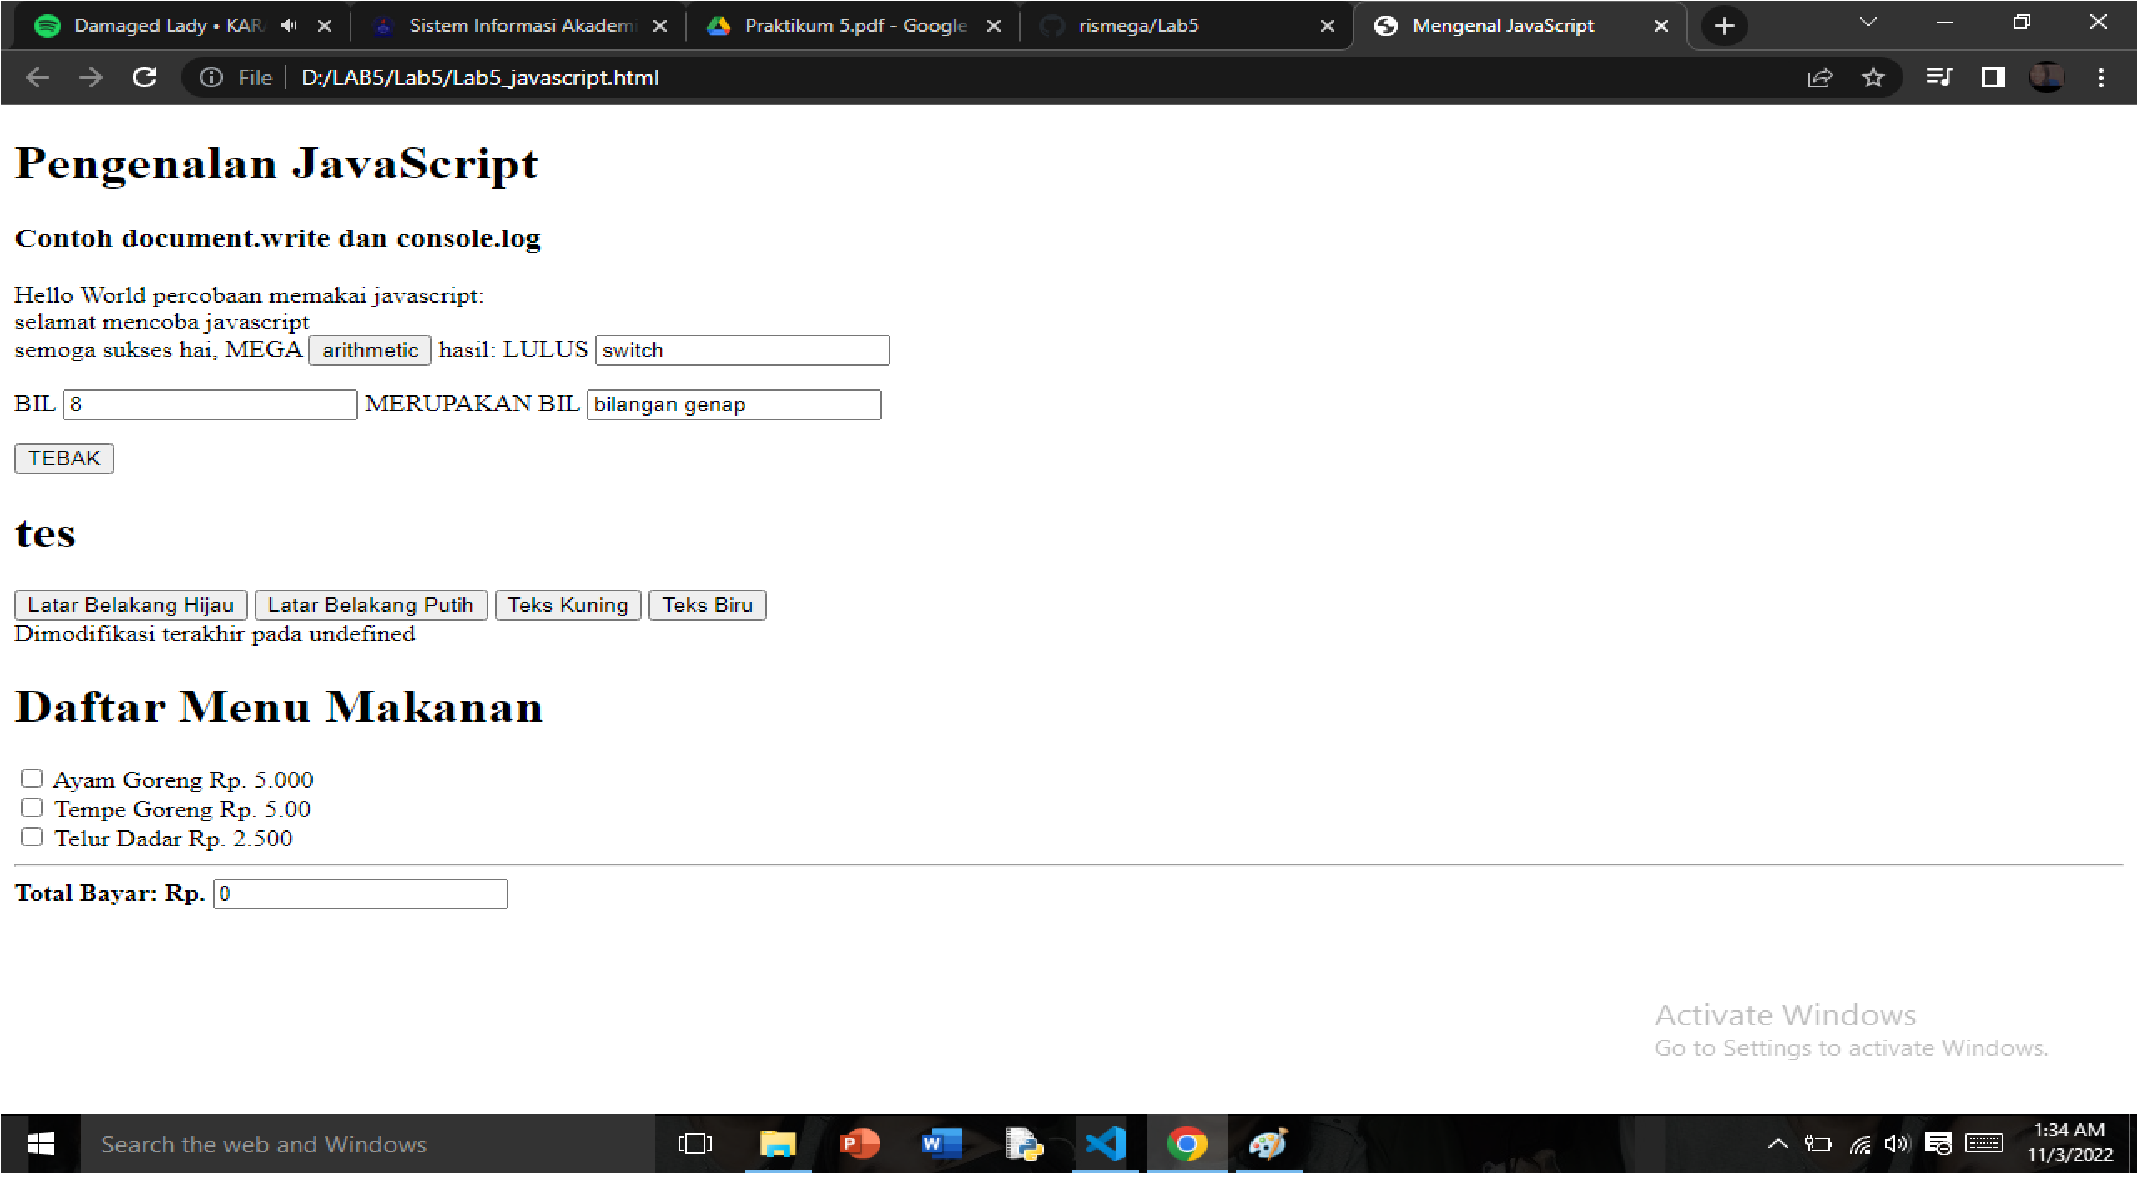 Damaged Lady • KAR
Sistem Informasi Akadem
Praktikum 5.pdf - Google
rismega/Lab5
Mengenal JavaScript
File D:/LAB5/Lab5/Lab5_javascript.html
Pengenalan JavaScript
Contoh document.write dan console.log
Hello World percobaan memakai javascript:
selamat mencoba javascript
semoga sukses hai, MEGA arithmetic hasil: LULUS switch
BIL 8 MERUPAKAN BIL bilangan genap
TEBAK
tes
Latar Belakang Hijau Latar Belakang Putih Teks Kuning Teks Biru
Dimodifikasi terakhir pada undefined
Daftar Menu Makanan
Ayam Goreng Rp. 5.000
Tempe Goreng Rp. 5.00
Telur Dadar Rp. 2.500
Total Bayar: Rp. 0
Activate Windows
Go to Settings to activate Windows.
Search the web and Windows
1:34 AM
11/3/2022